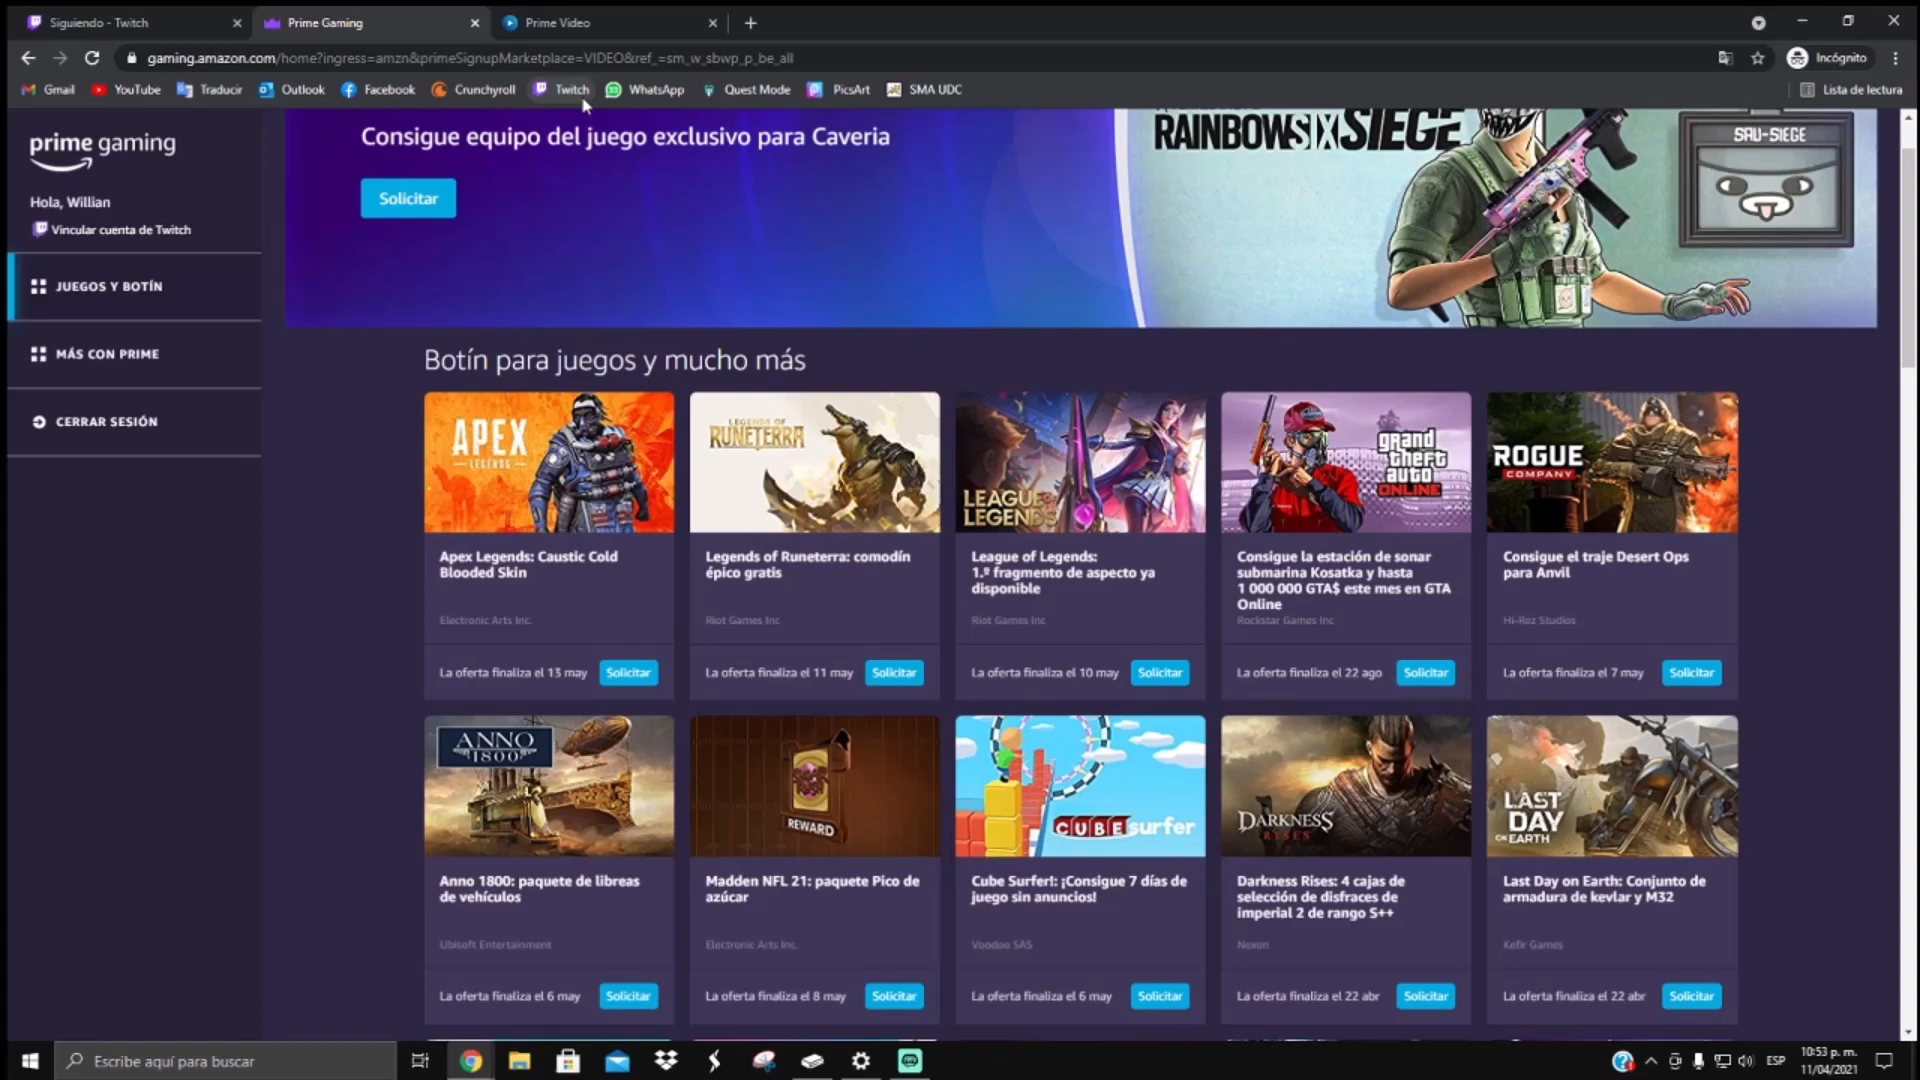 Siguiendo - Twitch
Prime Gaming
Prime Video
gaming.amazon.com/home?ingress=amzn&primeSignupMarketplace=VIDEO&ref_=sm_w_sbwp_p_be_all
Incógnito
Gmail
YouTube
Traducir
Outlook
Facebook
Crunchyroll
Twitch
WhatsApp
Quest Mode
PicsArt
SMA UDC
Lista de lectura
prime gaming
Hola, Willian
Vincular cuenta de Twitch
JUEGOS Y BOTÍN
MÁS CON PRIME
CERRAR SESIÓN
Consigue equipo del juego exclusivo para Caveria
Solicitar
RAINBOWSIXSIEGE
SAU-SIEGE
Botín para juegos y mucho más
APEX
LEGENDS
LEGENDS OF
RUNETERRA
LEAGUE OF
LEGENDS
grand
theft
auto
ONLINE
ROGUE
COMPANY
Apex Legends: Caustic Cold
Blooded Skin
Electronic Arts Inc.
La oferta finaliza el 13 may
Solicitar
Legends of Runeterra: comodín
épico gratis
Riot Games Inc
La oferta finaliza el 11 may
Solicitar
League of Legends:
1.º fragmento de aspecto ya
disponible
Riot Games Inc
La oferta finaliza el 10 may
Solicitar
Consigue la estación de sonar
submarina Kosatka y hasta
1 000 000 GTA$ este mes en GTA
Online
Rockstar Games Inc
La oferta finaliza el 22 ago
Solicitar
Consigue el traje Desert Ops
para Anvil
Hi-Rez Studios
La oferta finaliza el 7 may
Solicitar
ANNO
1800
REWARD
CUBE surfer
DARKNESS
RISES
LAST
DAY
ON EARTH
Anno 1800: paquete de libreas
de vehículos
Ubisoft Entertainment
La oferta finaliza el 6 may
Solicitar
Madden NFL 21: paquete Pico de
azúcar
Electronic Arts Inc.
La oferta finaliza el 8 may
Solicitar
Cube Surfer!: ¡Consigue 7 días de
juego sin anuncios!
Voodoo SAS
La oferta finaliza el 6 may
Solicitar
Darkness Rises: 4 cajas de
selección de disfraces de
imperial 2 de rango S++
Nexon
La oferta finaliza el 22 abr
Solicitar
Last Day on Earth: Conjunto de
armadura de kevlar y M32
Kefir Games
La oferta finaliza el 22 abr
Solicitar
Escribe aquí para buscar
ESP
10:53 p. m.
11/04/2021